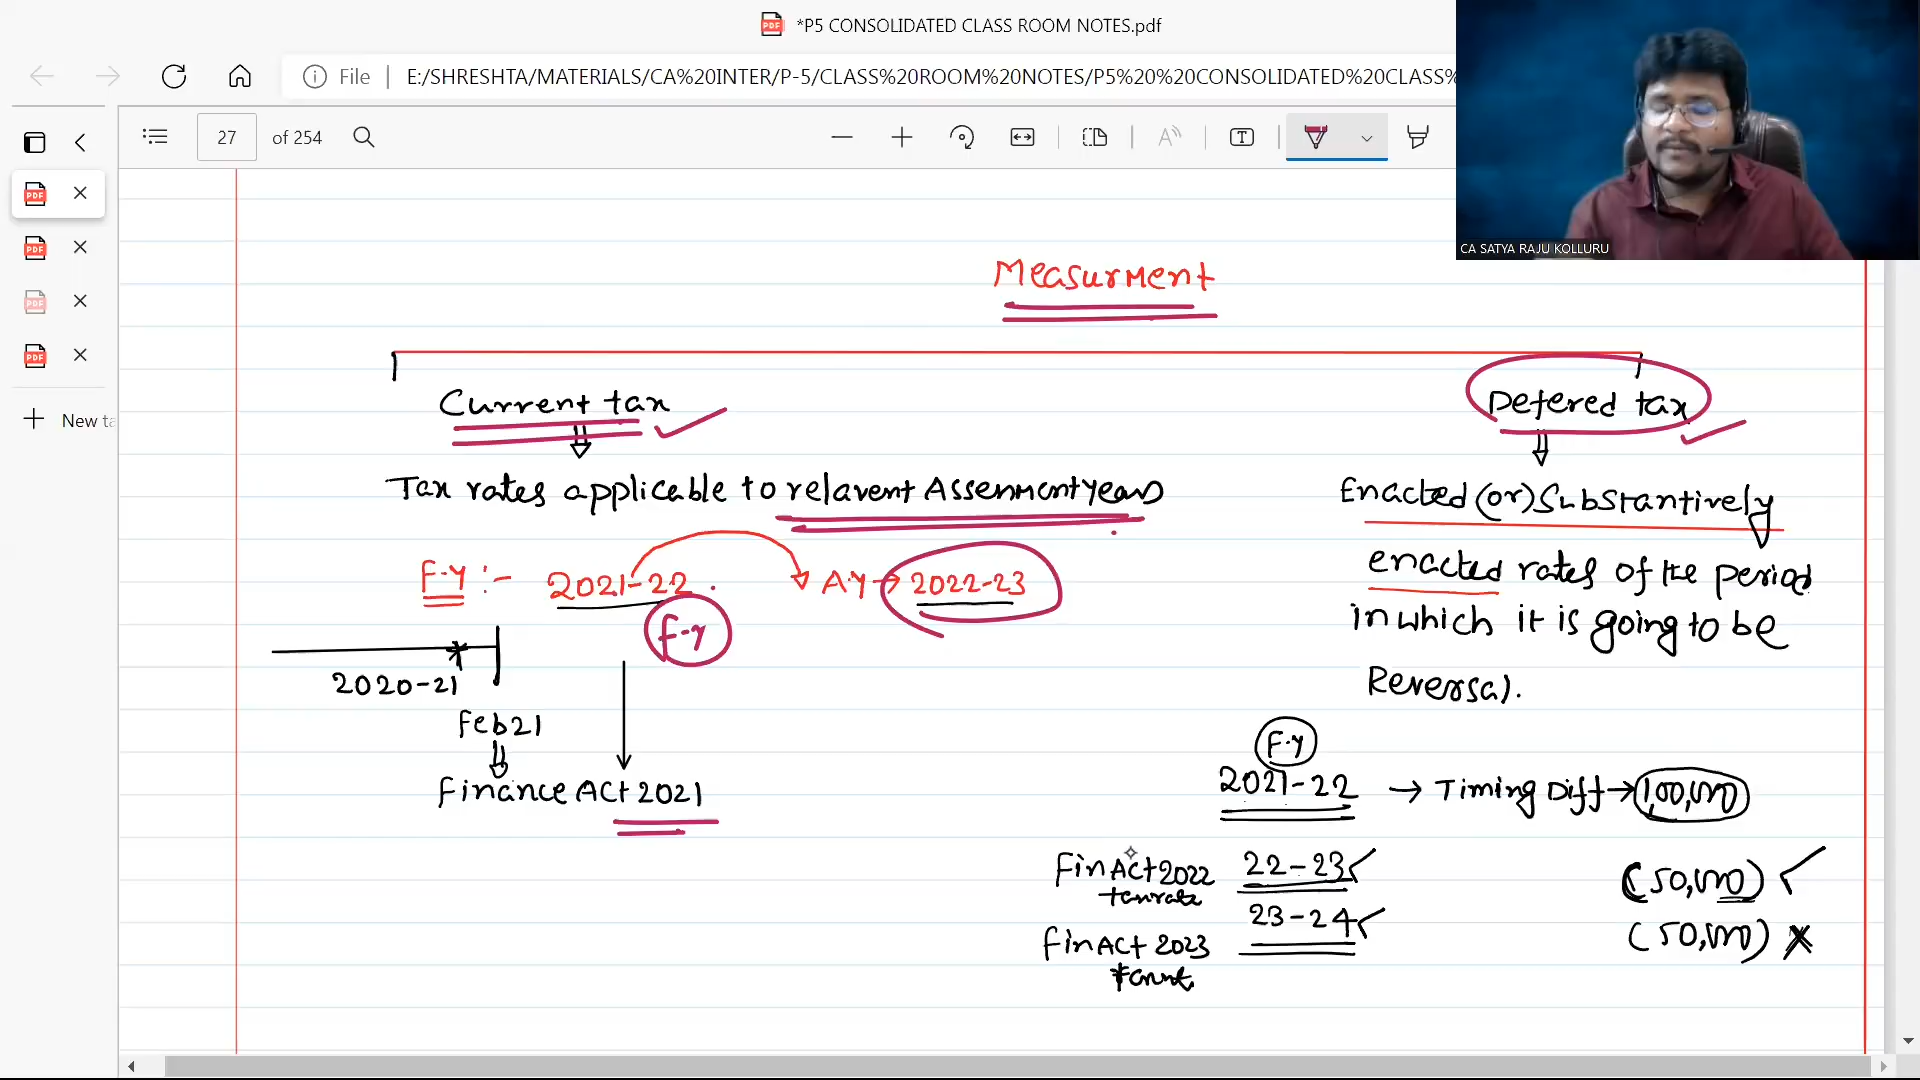 *P5 CONSOLIDATED CLASS ROOM NOTES.pdf
File
E:/SHRESHTA/MATERIALS/CA%20INTER/P-5/CLASS%20ROOM%20NOTES/P5%20%20CONSOLIDATED%20CLASS%
27 of 254
New ta
CA SATYA RAJU KOLLURU
Measurment
Current tax
Tax rates applicable to relavent Assenment years
F.Y :- 2021-22 . AY → 2022-23
F-Y
2020-21
Feb 21
Finance Act 2021
Defered tax
Enacted (or) Substantively
enacted rates of the period
in which it is going to be
Reversal.
F.Y
2021-22 → Timing Diff → 1,00,000
Fin Act 2022 22-23 (50,000)
tax rate
23-24
Fin Act 2023 (50,000)